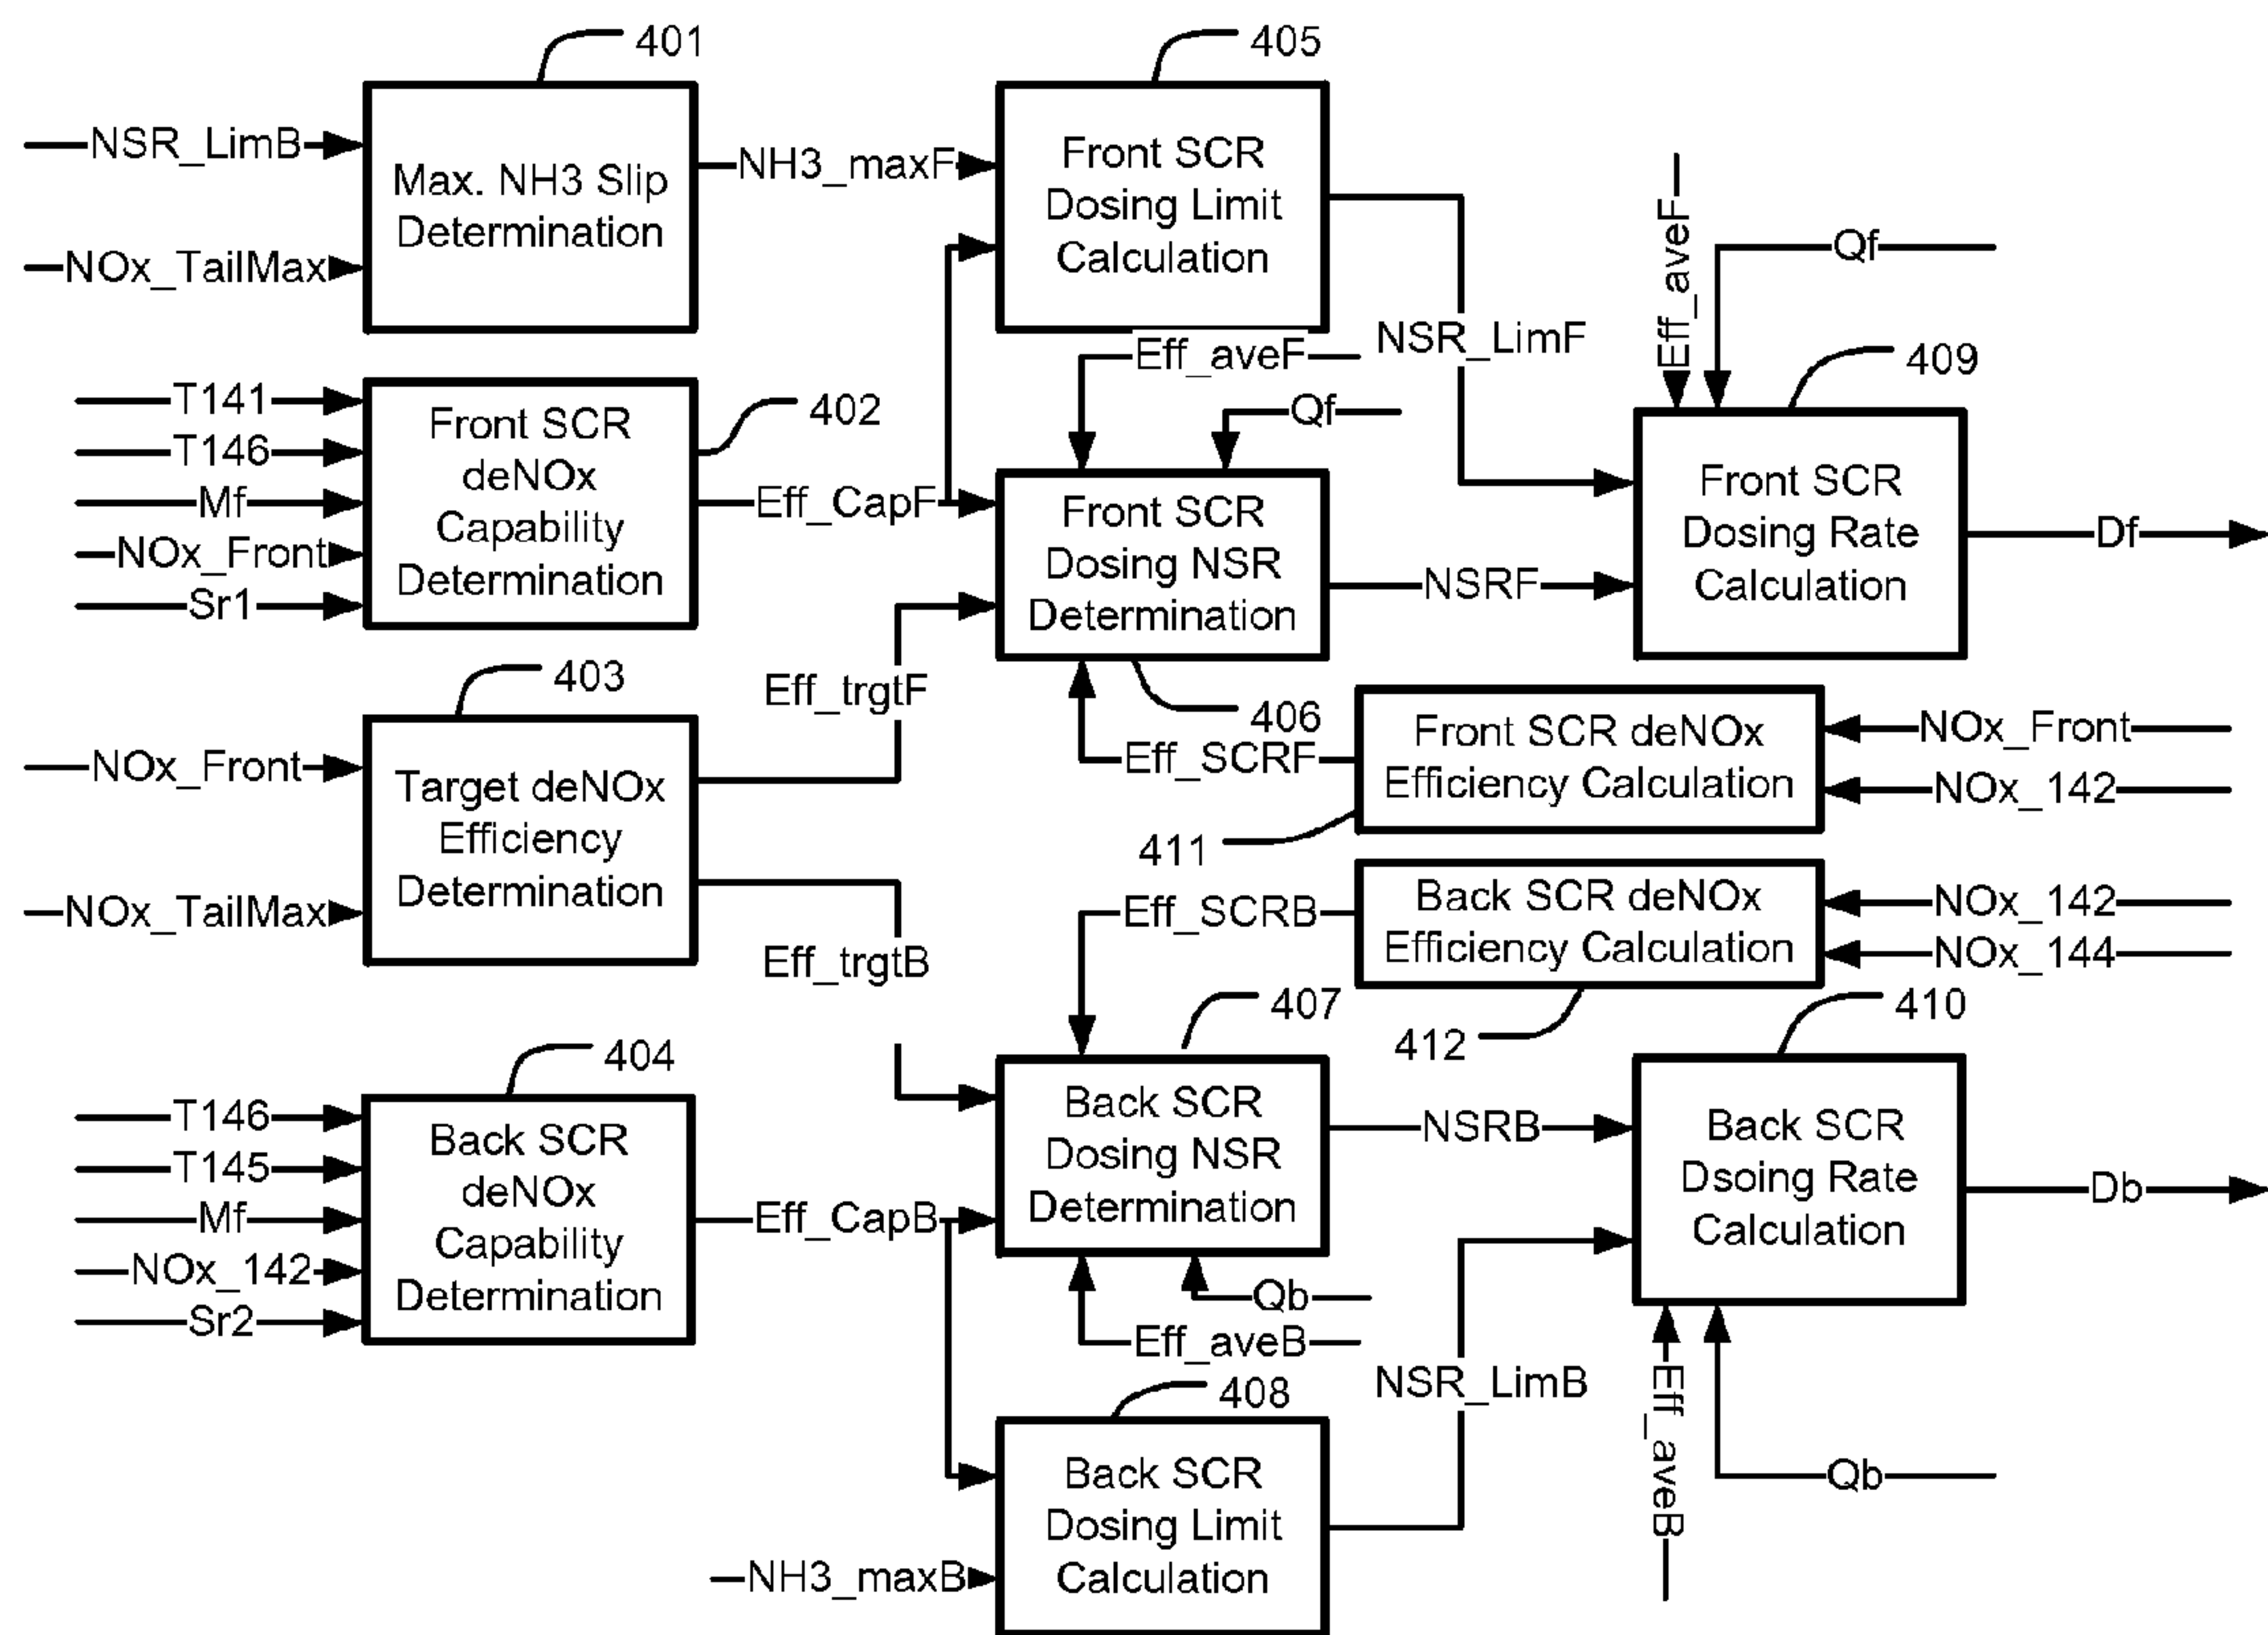 401
NSR_LimB
NOx_TailMax
Max. NH3 Slip
Determination
NH3_maxF
405
Front SCR
Dosing Limit
Calculation
NSR_LimF
T141
T146
Mf
NOx_Front
Sr1
Front SCR
deNOx
Capability
Determination
402
Eff_CapF
Eff_aveF
Qf
Front SCR
Dosing NSR
Determination
406
NSRF
Eff_aveF
Qf
409
Front SCR
Dosing Rate
Calculation
Df
403
NOx_Front
NOx_TailMax
Target deNOx
Efficiency
Determination
Eff_trgtF
Eff_trgtB
Eff_SCRF
Front SCR deNOx
Efficiency Calculation
NOx_Front
NOx_142
411
Eff_SCRB
Back SCR deNOx
Efficiency Calculation
NOx_142
NOx_144
412
404
T146
T145
Mf
NOx_142
Sr2
Back SCR
deNOx
Capability
Determination
Eff_CapB
407
Back SCR
Dosing NSR
Determination
Qb
Eff_aveB
NSRB
410
Back SCR
Dsoing Rate
Calculation
Db
408
NH3_maxB
Back SCR
Dosing Limit
Calculation
NSR_LimB
Eff_aveB
Qb